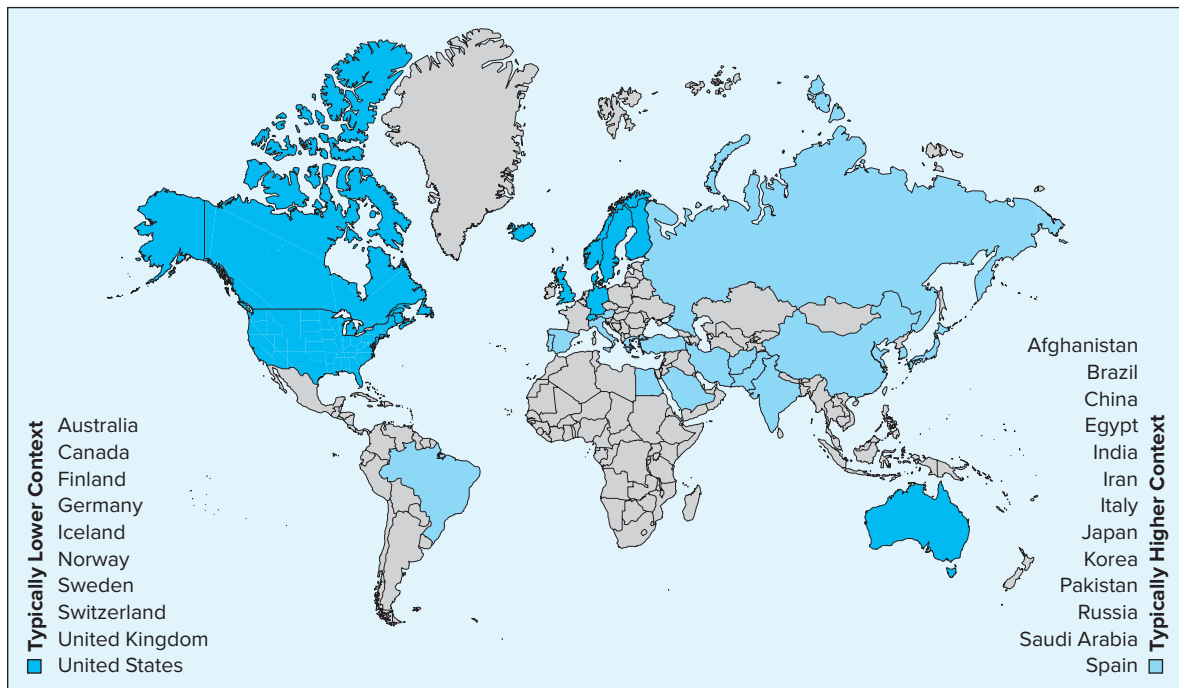 Typically Lower Context
Australia
Canada
Finland
Germany
Iceland
Norway
Sweden
Switzerland
United Kingdom
United States
Afghanistan
Brazil
China
Egypt
India
Iran
Italy
Japan
Korea
Pakistan
Russia
Saudi Arabia
Spain
Typically Higher Context